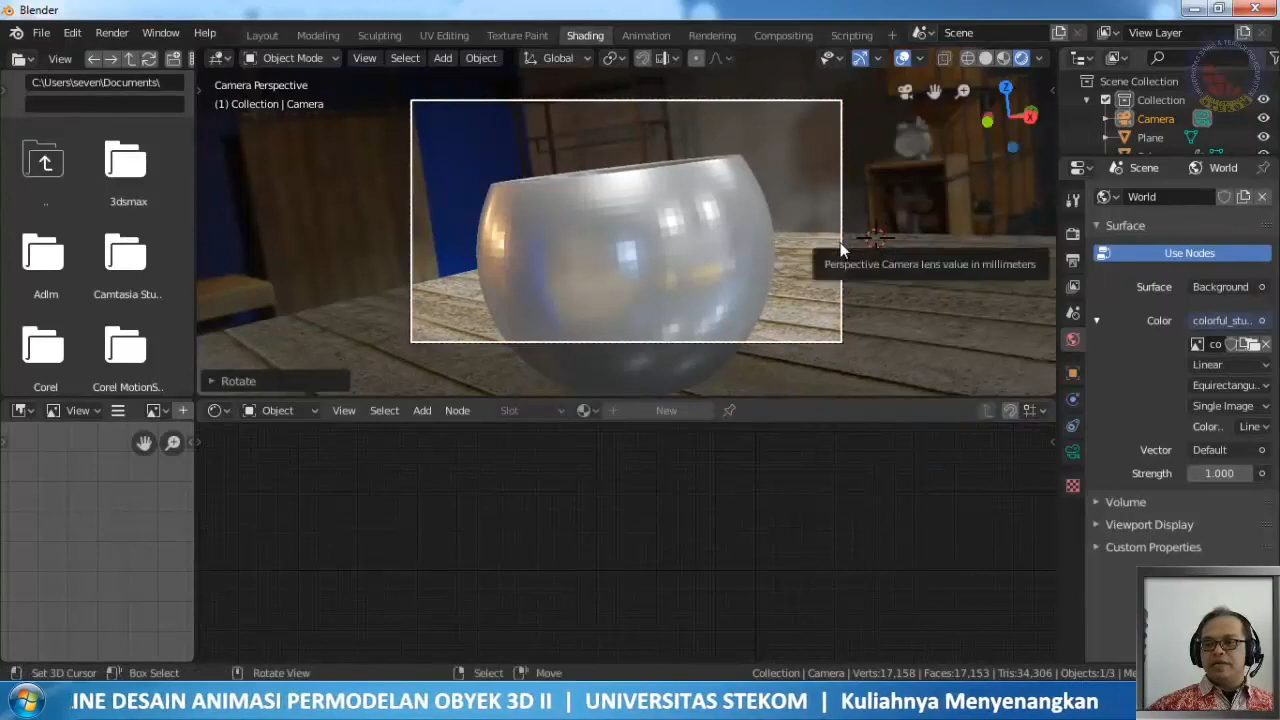 Blender
File Edit Render Window Help
Layout Modeling Sculpting UV Editing Texture Paint Shading Animation Rendering Compositing Scripting
Scene
View Layer
View
Object Mode View Select Add Object
Global
C:\Users\seven\Documents\
Camera Perspective
(1) Collection | Camera
Z
X
Scene Collection
Collection
Camera
Plane
..
3dsmax
Adlm
Camtasia Stu..
Corel
Corel MotionS..
Perspective Camera lens value in millimeters
Rotate
Scene World
World
Surface
Use Nodes
Surface Background
Color colorful_stu..
co
Linear
Equirectangu..
Single Image
Color.. Line
Vector Default
Strength 1.000
Volume
Viewport Display
Custom Properties
View
Object View Select Add Node Slot New
Set 3D Cursor Box Select Rotate View Select Move
Collection | Camera | Verts:17,158 | Faces:17,153 | Tris:34,306 | Objects:1/3 | Me
INE DESAIN ANIMASI PERMODELAN OBYEK 3D II | UNIVERSITAS STEKOM | Kuliahnya Menyenangkan